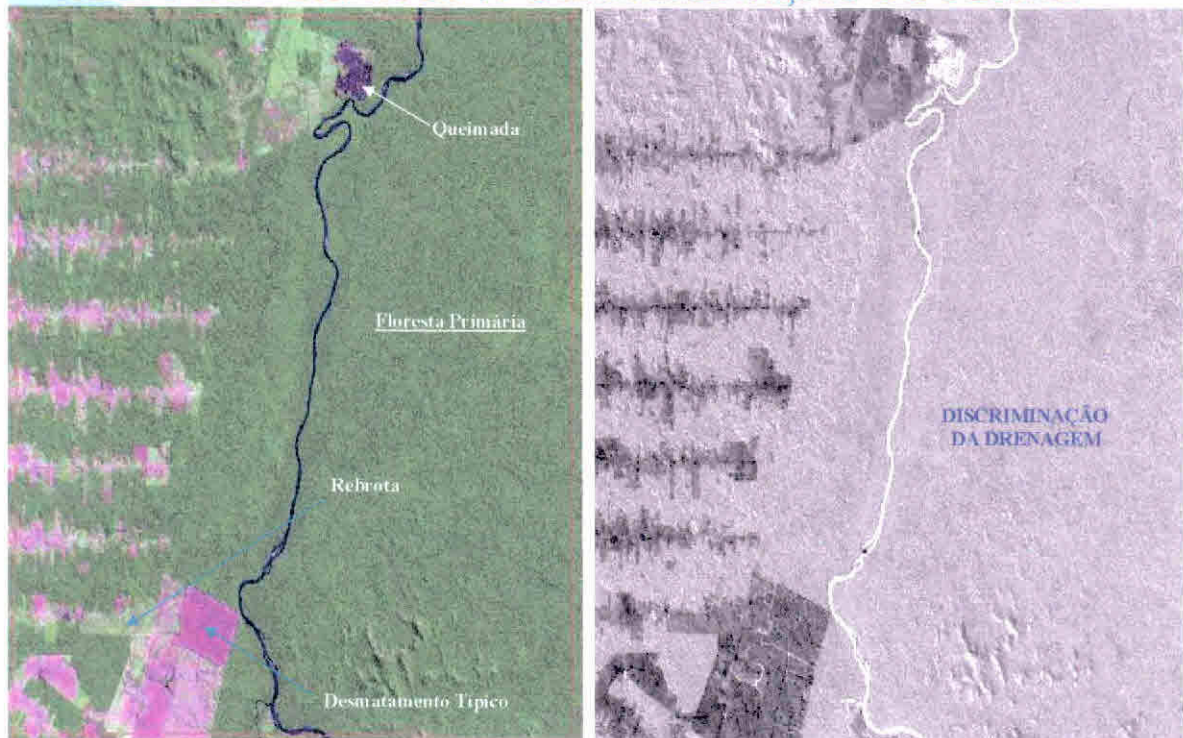 Queimada
Floresta Primária
Rebrota
Desmatamento Típico
DISCRIMINAÇÃO
DA DRENAGEM